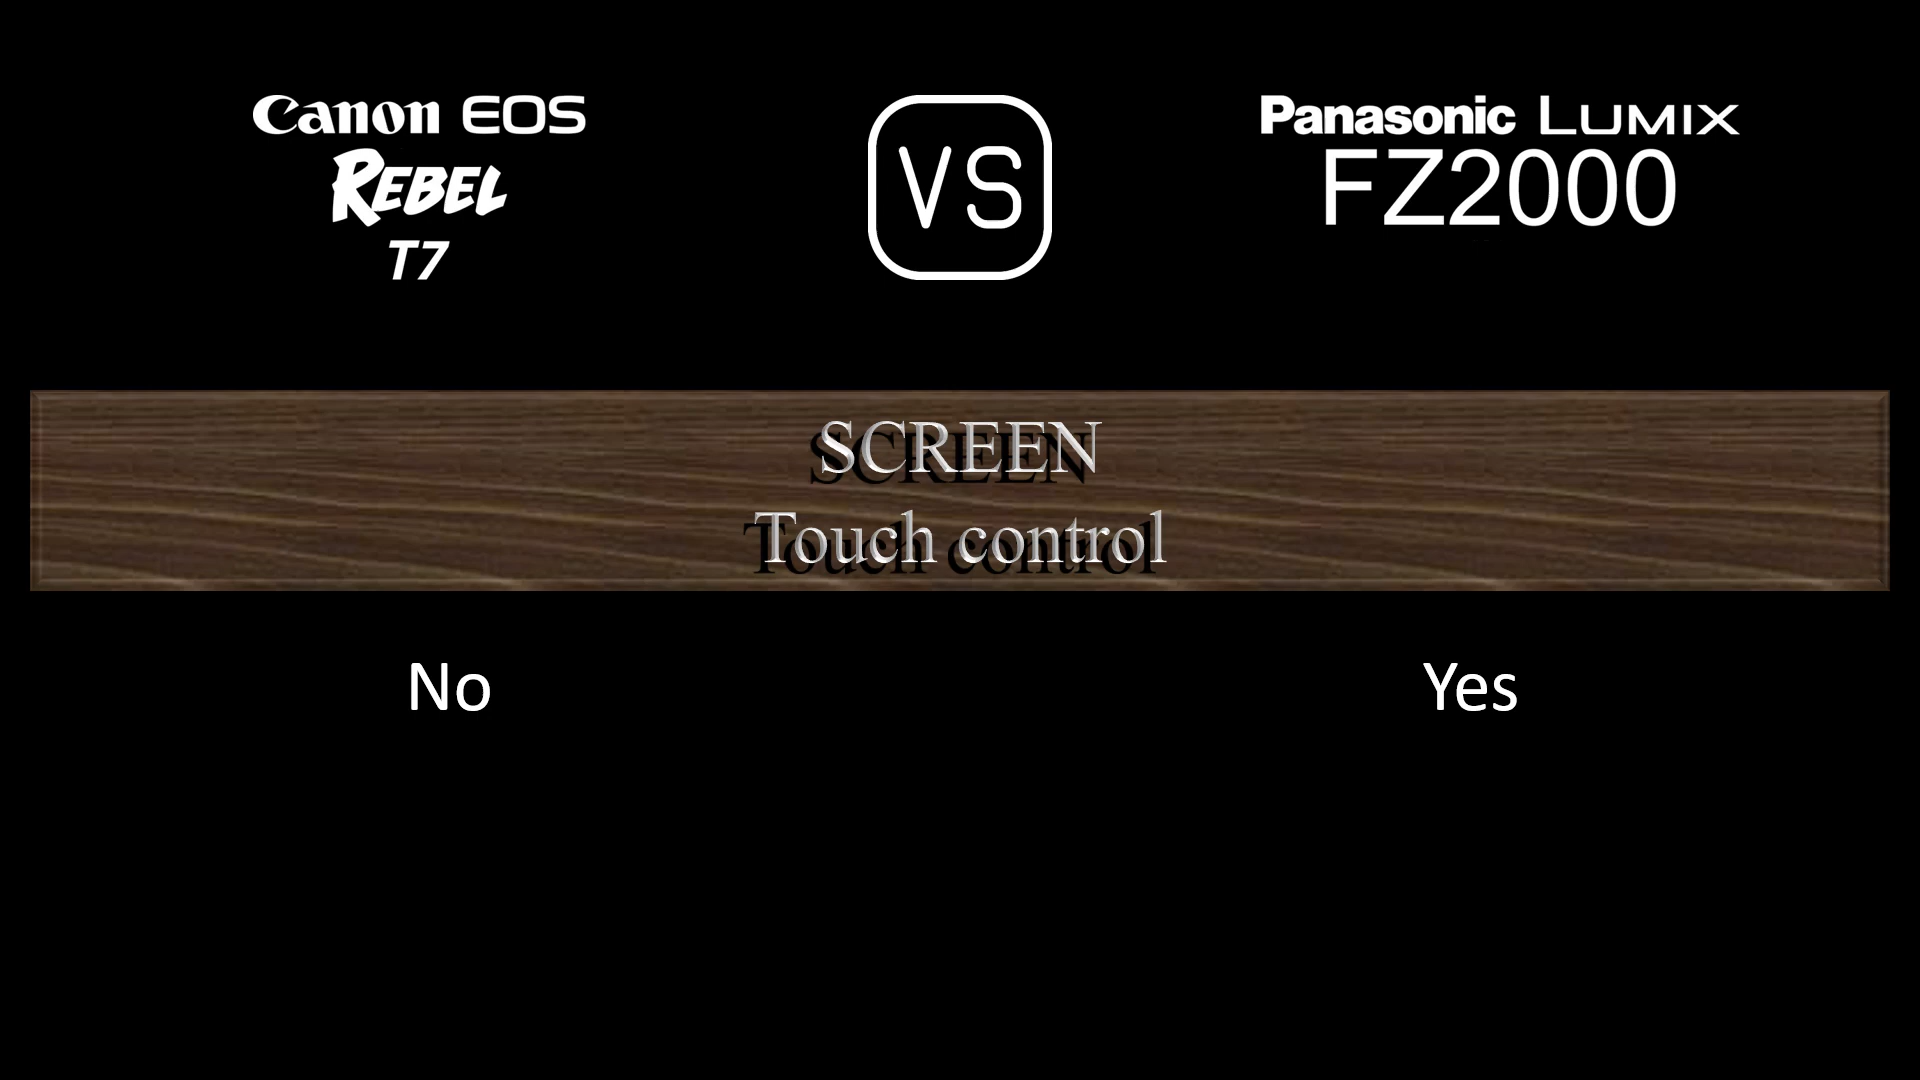 Canon EOS
REBEL
T7
VS
Panasonic LUMIX
FZ2000
SCREEN
Touch control
No
Yes